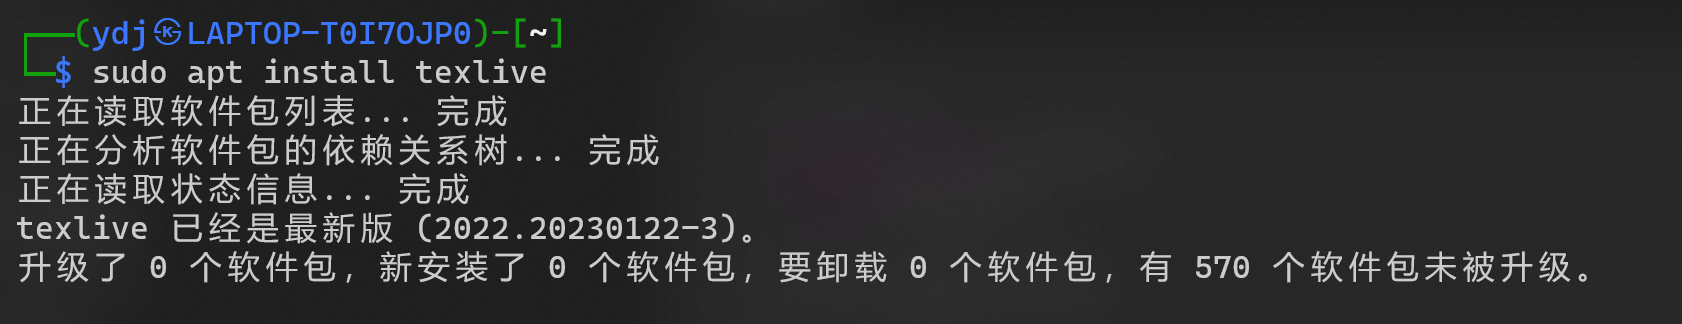 (ydj㉿LAPTOP-T0I7OJP0)-[~]
$ sudo apt install texlive
正在读取软件包列表... 完成
正在分析软件包的依赖关系树... 完成
正在读取状态信息... 完成
texlive 已经是最新版 (2022.20230122-3)。
升级了 0 个软件包，新安装了 0 个软件包，要卸载 0 个软件包，有 570 个软件包未被升级。